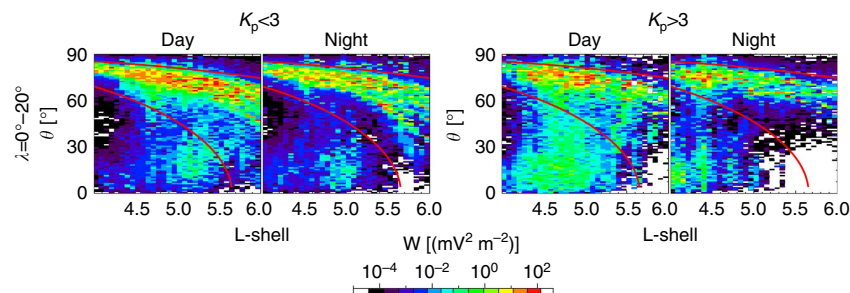 Kp<3
Kp>3
Day
Night
Day
Night
90
60
30
0
λ=0°–20°
θ [°]
4.5 5.0 5.5 6.0
4.5 5.0 5.5 6.0
L-shell
90
60
30
0
θ [°]
4.5 5.0 5.5 6.0
4.5 5.0 5.5 6.0
L-shell
W [(mV² m⁻²)]
10⁻⁴ 10⁻² 10⁰ 10²